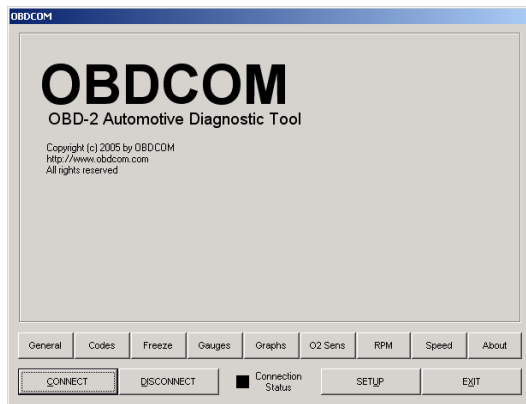 OBDCOM
OBDCOM
OBD-2 Automotive Diagnostic Tool
Copyright (c) 2005 by OBDCOM
http://www.obdcom.com
All rights reserved
General Codes Freeze Gauges Graphs O2 Sens RPM Speed About
CONNECT DISCONNECT Connection
Status SETUP EXIT